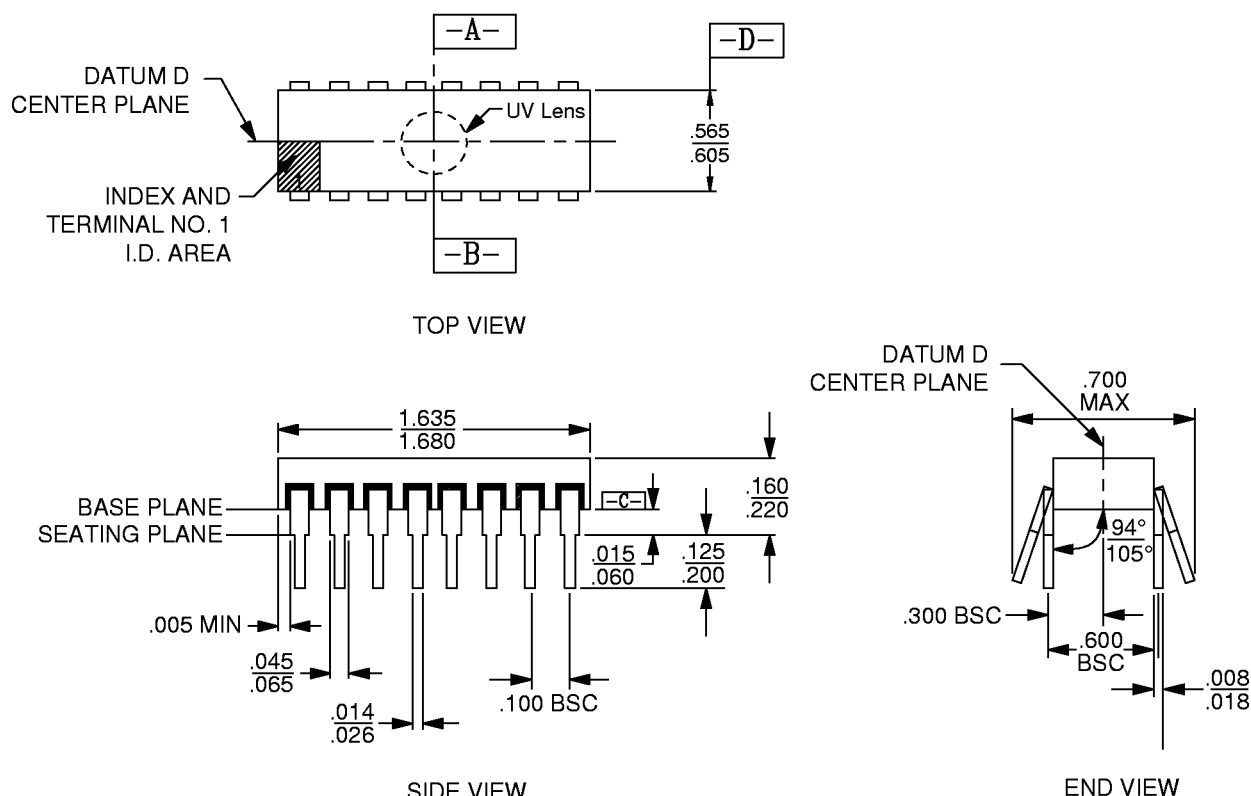 -A-
-D-
DATUM D
CENTER PLANE
UV Lens
.565
.605
INDEX AND
TERMINAL NO. 1
I.D. AREA
1
-B-
TOP VIEW
DATUM D
CENTER PLANE
.700
MAX
1.635
1.680
BASE PLANE
SEATING PLANE
-C-
.160
.220
.015
.060
.125
.200
94°
105°
.005 MIN
.045
.065
.014
.026
.100 BSC
.300 BSC
.600
BSC
.008
.018
SIDE VIEW
END VIEW